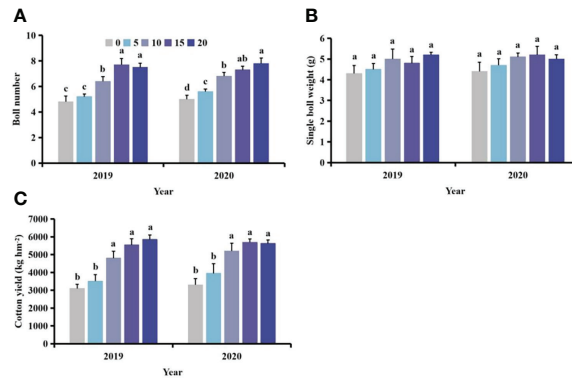 A
0 5 10 15 20
10
8
6
4
2
0
Boll number
c c b a a
d c b ab a
2019 2020
Year
B
6
5
4
3
2
1
0
Single boll weight (g)
a a a a a
a a a a a
2019 2020
Year
C
7000
6000
5000
4000
3000
2000
1000
0
Cotton yield (kg hm⁻²)
b b a a a
b b a a a
2019 2020
Year